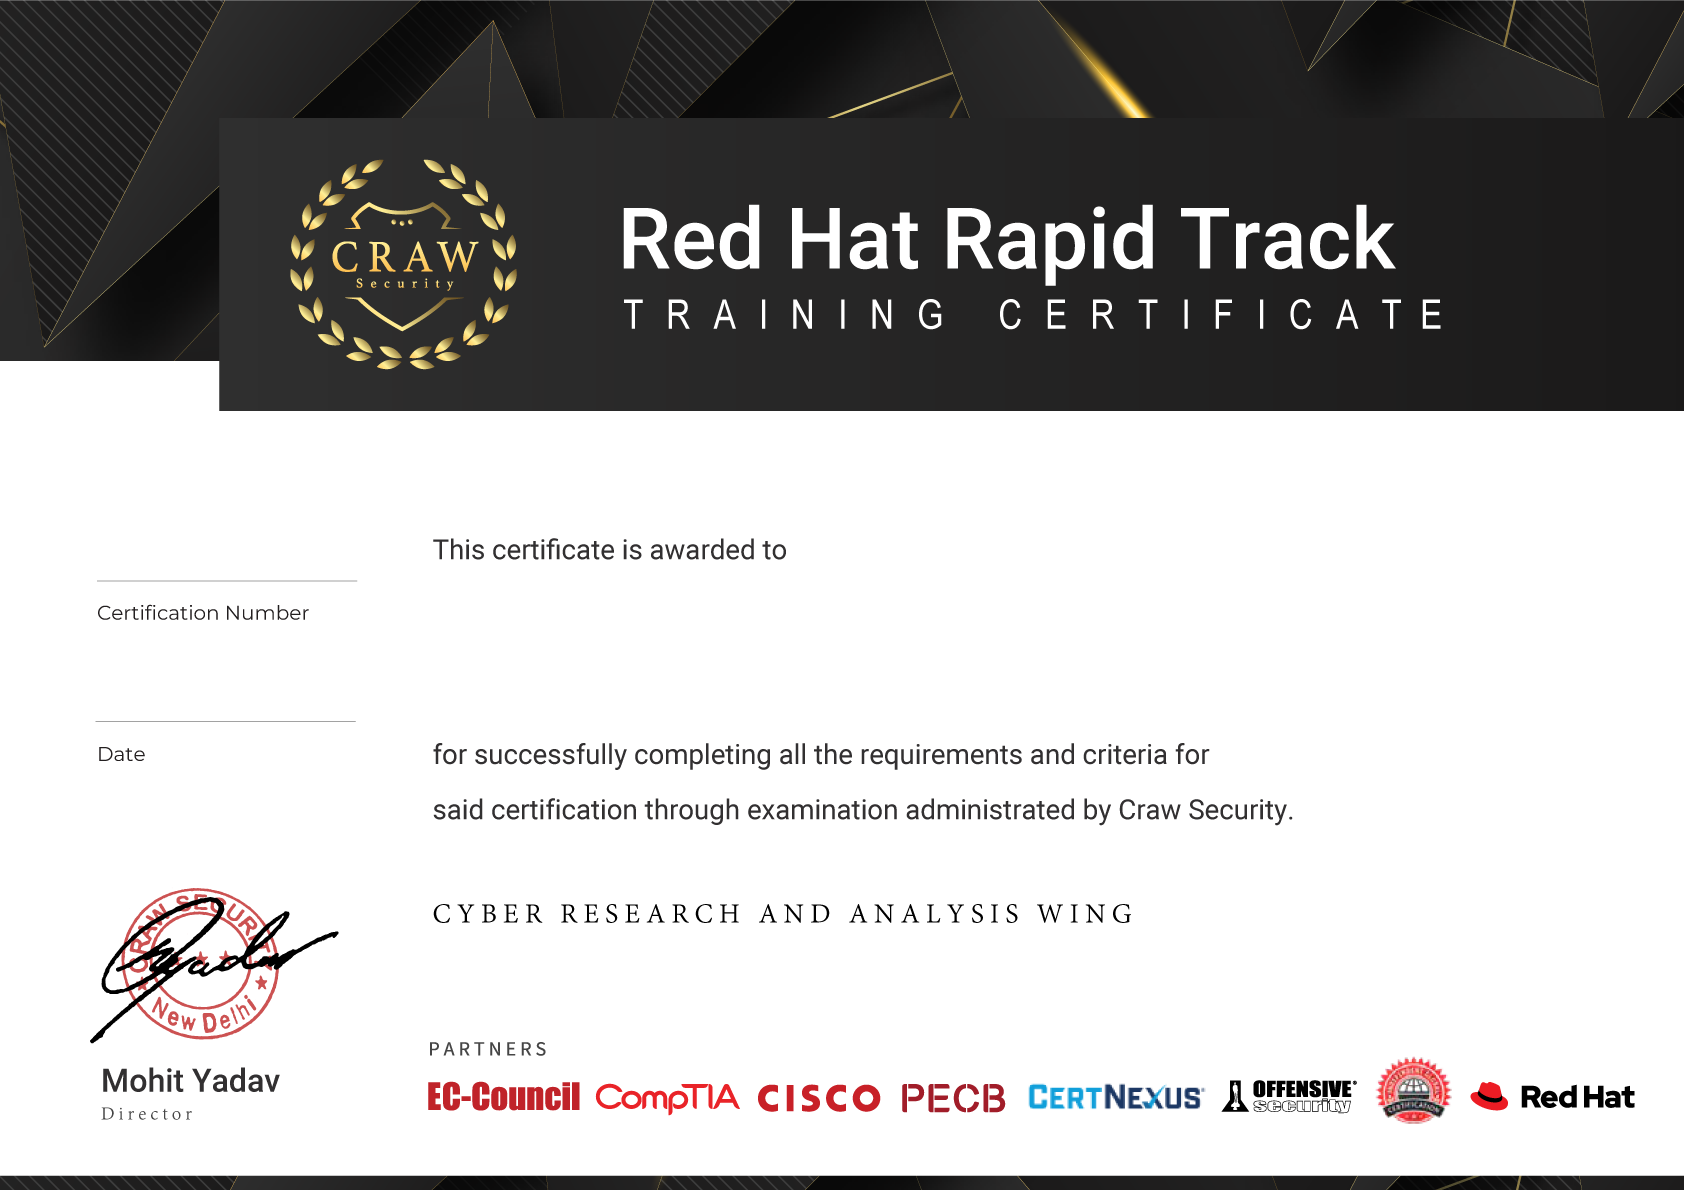 CRAW
Security
Red Hat Rapid Track
TRAINING CERTIFICATE
This certificate is awarded to
Certification Number
Date
for successfully completing all the requirements and criteria for
said certification through examination administrated by Craw Security.
CYBER RESEARCH AND ANALYSIS WING
CRAW SECURITY
New Delhi
Mohit Yadav
Director
PARTNERS
EC-Council CompTIA CISCO PECB CERTNEXUS OFFENSIVE security CERTIFICATION Red Hat